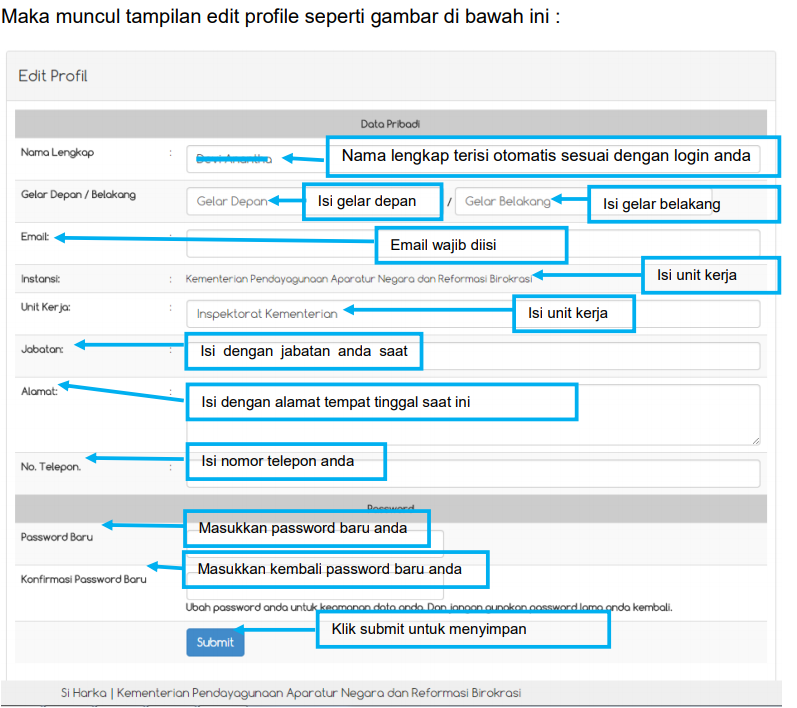 Maka muncul tampilan edit profile seperti gambar di bawah ini :
Edit Profil
Data Pribadi
Nama Lengkap : Nama lengkap terisi otomatis sesuai dengan login anda
Gelar Depan / Belakang : Gelar Depan Isi gelar depan / Gelar Belakang Isi gelar belakang
Email: : Email wajib diisi
Instansi: : Kementerian Pendayagunaan Aparatur Negara dan Reformasi Birokrasi Isi unit kerja
Unit Kerja: : Inspektorat Kementerian Isi unit kerja
Jabatan: : Isi dengan jabatan anda saat
Alamat: : Isi dengan alamat tempat tinggal saat ini
No. Telepon. : Isi nomor telepon anda
Password
Password Baru Masukkan password baru anda
Konfirmasi Password Baru Masukkan kembali password baru anda
Ubah password anda untuk keamanan data anda. Dan jangan gunakan password lama anda kembali.
Submit Klik submit untuk menyimpan
Si Harka | Kementerian Pendayagunaan Aparatur Negara dan Reformasi Birokrasi